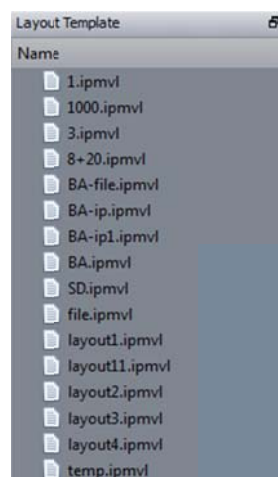 Layout Template
Name
1.ipmvl
1000.ipmvl
3.ipmvl
8+20.ipmvl
BA-file.ipmvl
BA-ip.ipmvl
BA-ip1.ipmvl
BA.ipmvl
SD.ipmvl
file.ipmvl
layout1.ipmvl
layout11.ipmvl
layout2.ipmvl
layout3.ipmvl
layout4.ipmvl
temp.ipmvl